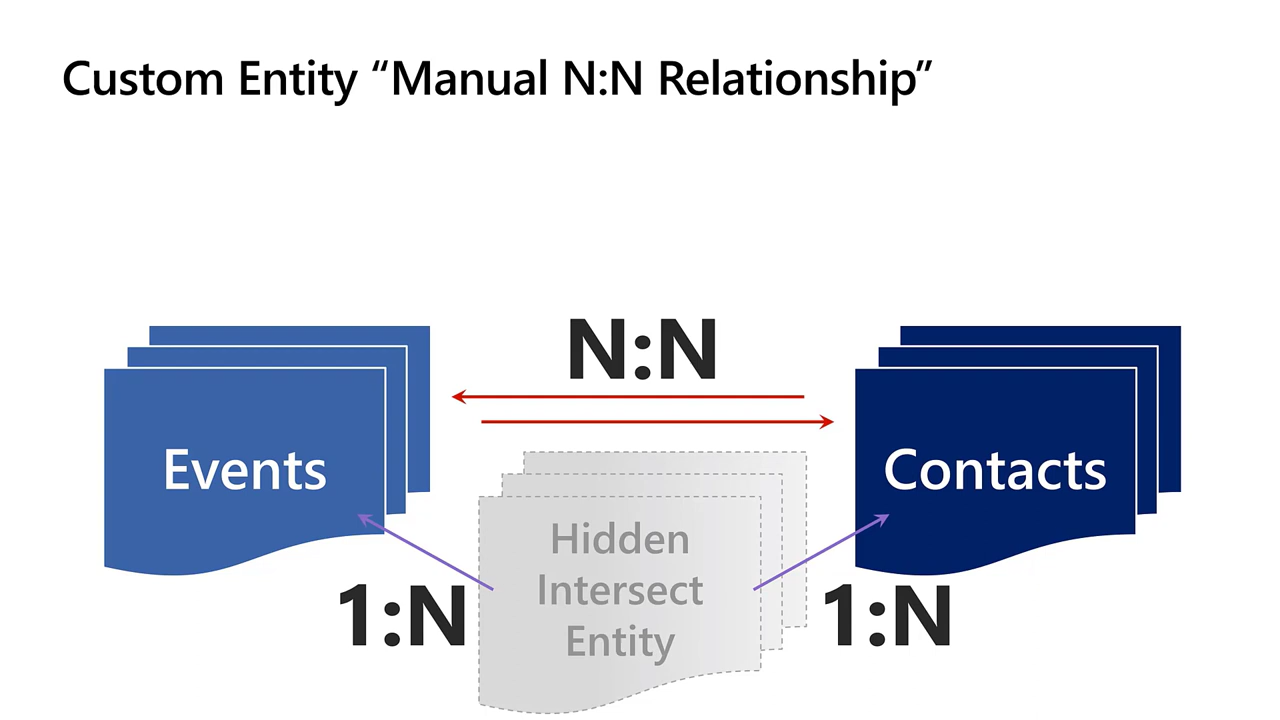 Custom Entity “Manual N:N Relationship”
N:N
Events
Contacts
Hidden
Intersect
Entity
1:N
1:N